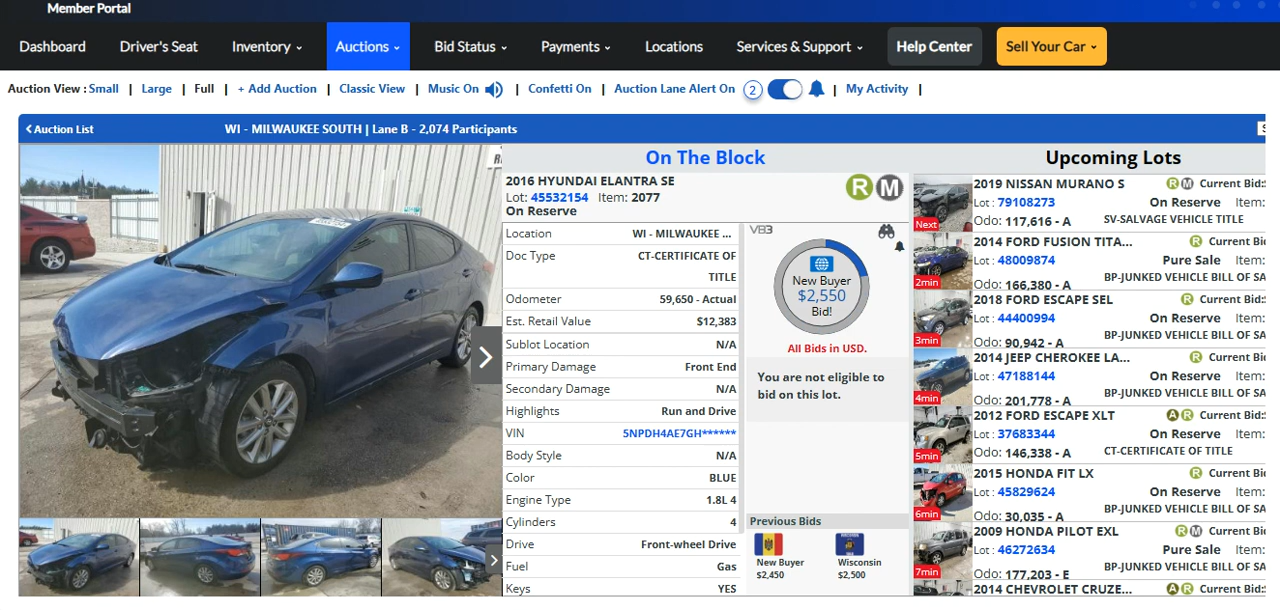 Member Portal
Dashboard Driver's Seat Inventory Auctions Bid Status Payments Locations Services & Support Help Center Sell Your Car
Auction View : Small | Large | Full | + Add Auction | Classic View | Music On | Confetti On | Auction Lane Alert On 2 | My Activity |
Auction List WI - MILWAUKEE SOUTH | Lane B - 2,074 Participants
On The Block
2016 HYUNDAI ELANTRA SE
R M
Lot: 45532154 Item: 2077
On Reserve
Location WI - MILWAUKEE ...
Doc Type CT-CERTIFICATE OF
TITLE
Odometer 59,650 - Actual
Est. Retail Value $12,383
Sublot Location N/A
Primary Damage Front End
Secondary Damage N/A
Highlights Run and Drive
VIN 5NPDH4AE7GH******
Body Style N/A
Color BLUE
Engine Type 1.8L 4
Cylinders 4
Drive Front-wheel Drive
Fuel Gas
Keys YES
VB3
New Buyer
$2,550
Bid!
All Bids in USD.
You are not eligible to
bid on this lot.
Previous Bids
New Buyer
$2,450
Wisconsin
$2,500
Upcoming Lots
2019 NISSAN MURANO S R M Current Bid:
Lot : 79108273 On Reserve Item:
Next
Odo: 117,616 - A SV-SALVAGE VEHICLE TITLE
2014 FORD FUSION TITA... R Current Bi
Lot : 48009874 Pure Sale Item:
BP-JUNKED VEHICLE BILL OF SA
2min
Odo: 166,380 - A
2018 FORD ESCAPE SEL R Current Bi
Lot : 44400994 On Reserve Item:
BP-JUNKED VEHICLE BILL OF SA
3min
Odo: 90,942 - A
2014 JEEP CHEROKEE LA... R Current Bi
Lot : 47188144 On Reserve Item:
BP-JUNKED VEHICLE BILL OF SA
4min
Odo: 201,778 - A
2012 FORD ESCAPE XLT A R Current Bid:
Lot : 37683344 On Reserve Item:
5min
Odo: 146,338 - A CT-CERTIFICATE OF TITLE
2015 HONDA FIT LX R Current Bi
Lot : 45829624 On Reserve Item:
BP-JUNKED VEHICLE BILL OF SA
6min
Odo: 30,035 - A
2009 HONDA PILOT EXL R M Current Bi
Lot : 46272634 Pure Sale Item:
BP-JUNKED VEHICLE BILL OF SA
7min
Odo: 177,203 - E
2014 CHEVROLET CRUZE... A R Current Bid: